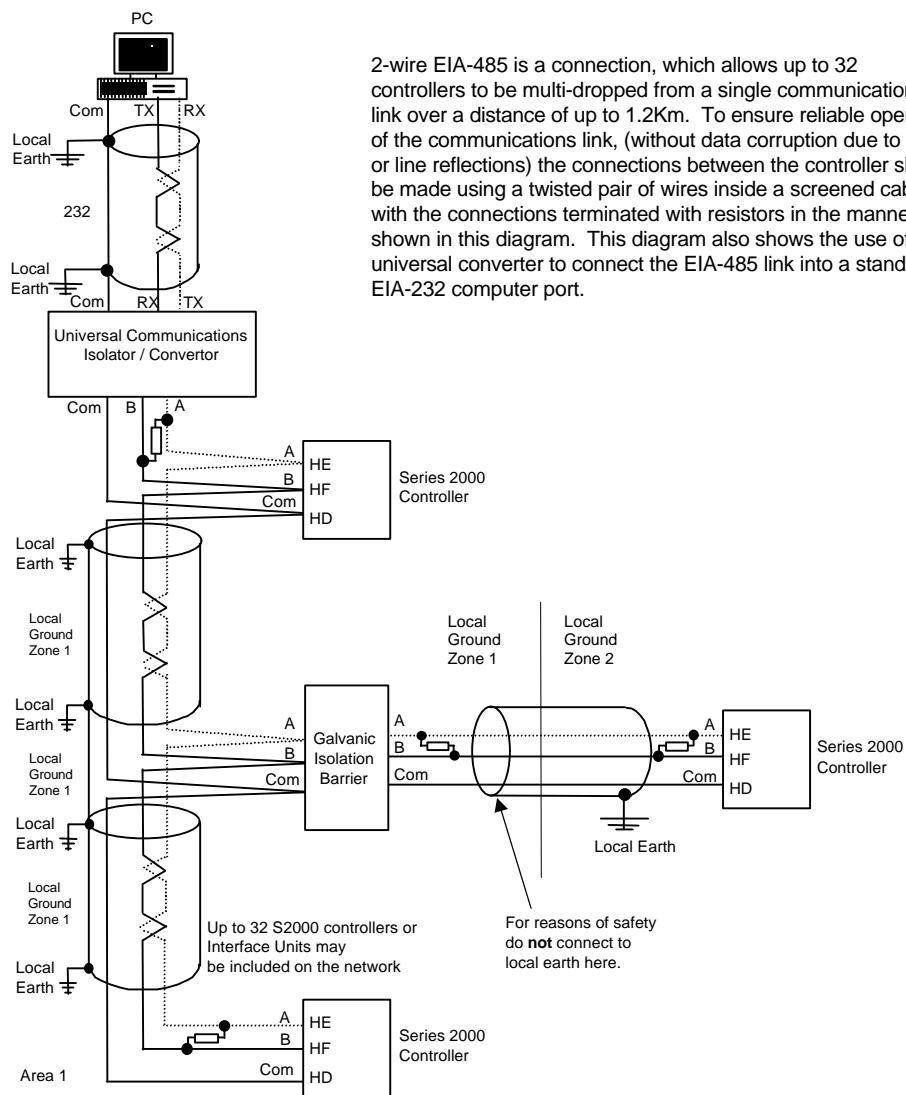 PC
2-wire EIA-485 is a connection, which allows up to 32
controllers to be multi-dropped from a single communication
link over a distance of up to 1.2Km. To ensure reliable oper
of the communications link, (without data corruption due to
or line reflections) the connections between the controller s
be made using a twisted pair of wires inside a screened cab
with the connections terminated with resistors in the manne
shown in this diagram. This diagram also shows the use of
universal converter to connect the EIA-485 link into a stand
EIA-232 computer port.
Com TX RX
Local
Earth
232
Local
Earth
Com RX TX
Universal Communications
Isolator / Convertor
Com B A
A HE
B HF
Com HD
Series 2000
Controller
Local
Earth
Local
Ground
Zone 1
Local
Earth
Local
Ground
Zone 1
Local
Ground
Zone 2
A
B
Com
Galvanic
Isolation
Barrier
A
B
Com
A HE
B HF
Com HD
Series 2000
Controller
Local
Ground
Zone 1
Local
Earth
Local Earth
Local
Ground
Zone 1
Up to 32 S2000 controllers or
Interface Units may
be included on the network
For reasons of safety
do not connect to
local earth here.
Local
Earth
A HE
B HF
Com HD
Series 2000
Controller
Area 1